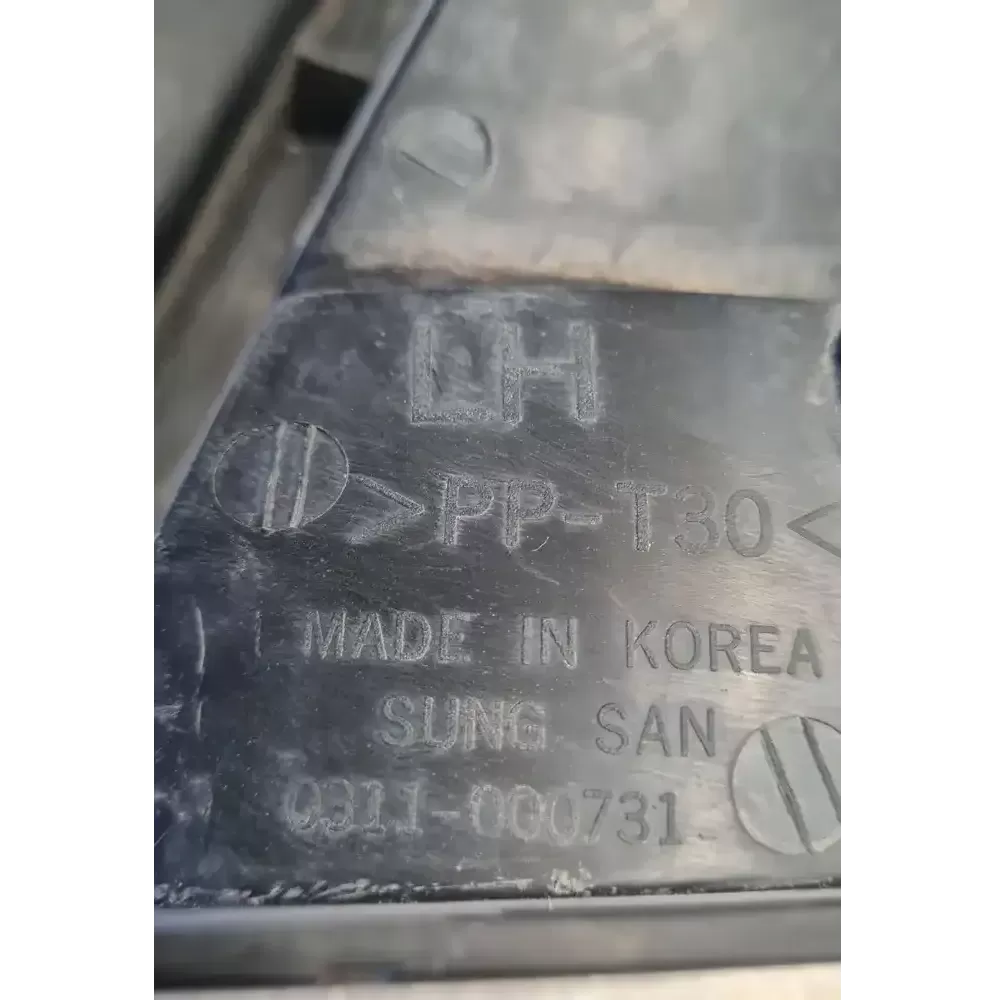 LH
>PP-T30<
MADE IN KOREA
SUNG SAN
0311-000731